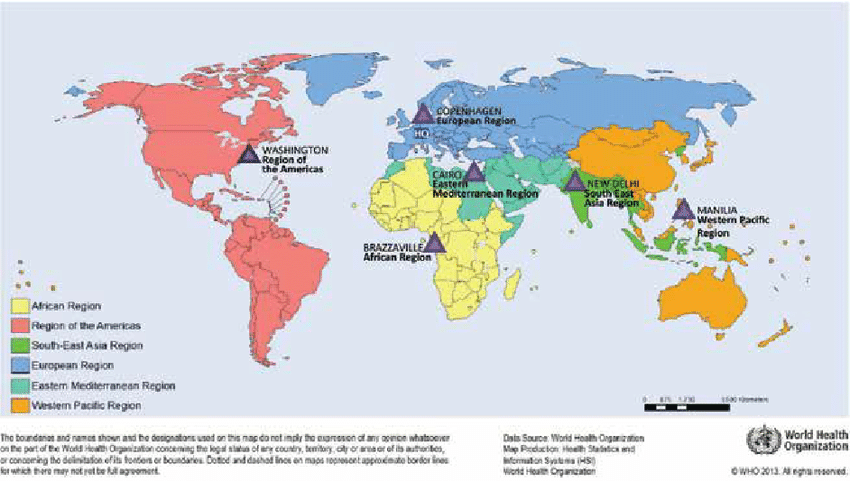 COPENHAGEN
European Region
HQ
WASHINGTON
Region of
the Americas
CAIRO
Eastern
Mediterranean Region
NEW DELHI
South East
Asia Region
MANILIA
Western Pacific
Region
BRAZZAVILLE
African Region
African Region
Region of the Americas
South-East Asia Region
European Region
Eastern Mediterranean Region
Western Pacific Region
The boundaries and names shown and the designations used on this map do not imply the expression of any opinion whatsoever
on the part of the World Health Organization concerning the legal status of any country, territory, city or area or of its authorities,
or concerning the delimitation of its frontiers or boundaries. Dotted and dashed lines on maps represent approximate border lines
for which there may not yet be full agreement.
Data Source: World Health Organization
Map Production: Health Statistics and
Information Systems (HSI)
World Health Organization
World Health
Organization
© WHO 2013. All rights reserved.